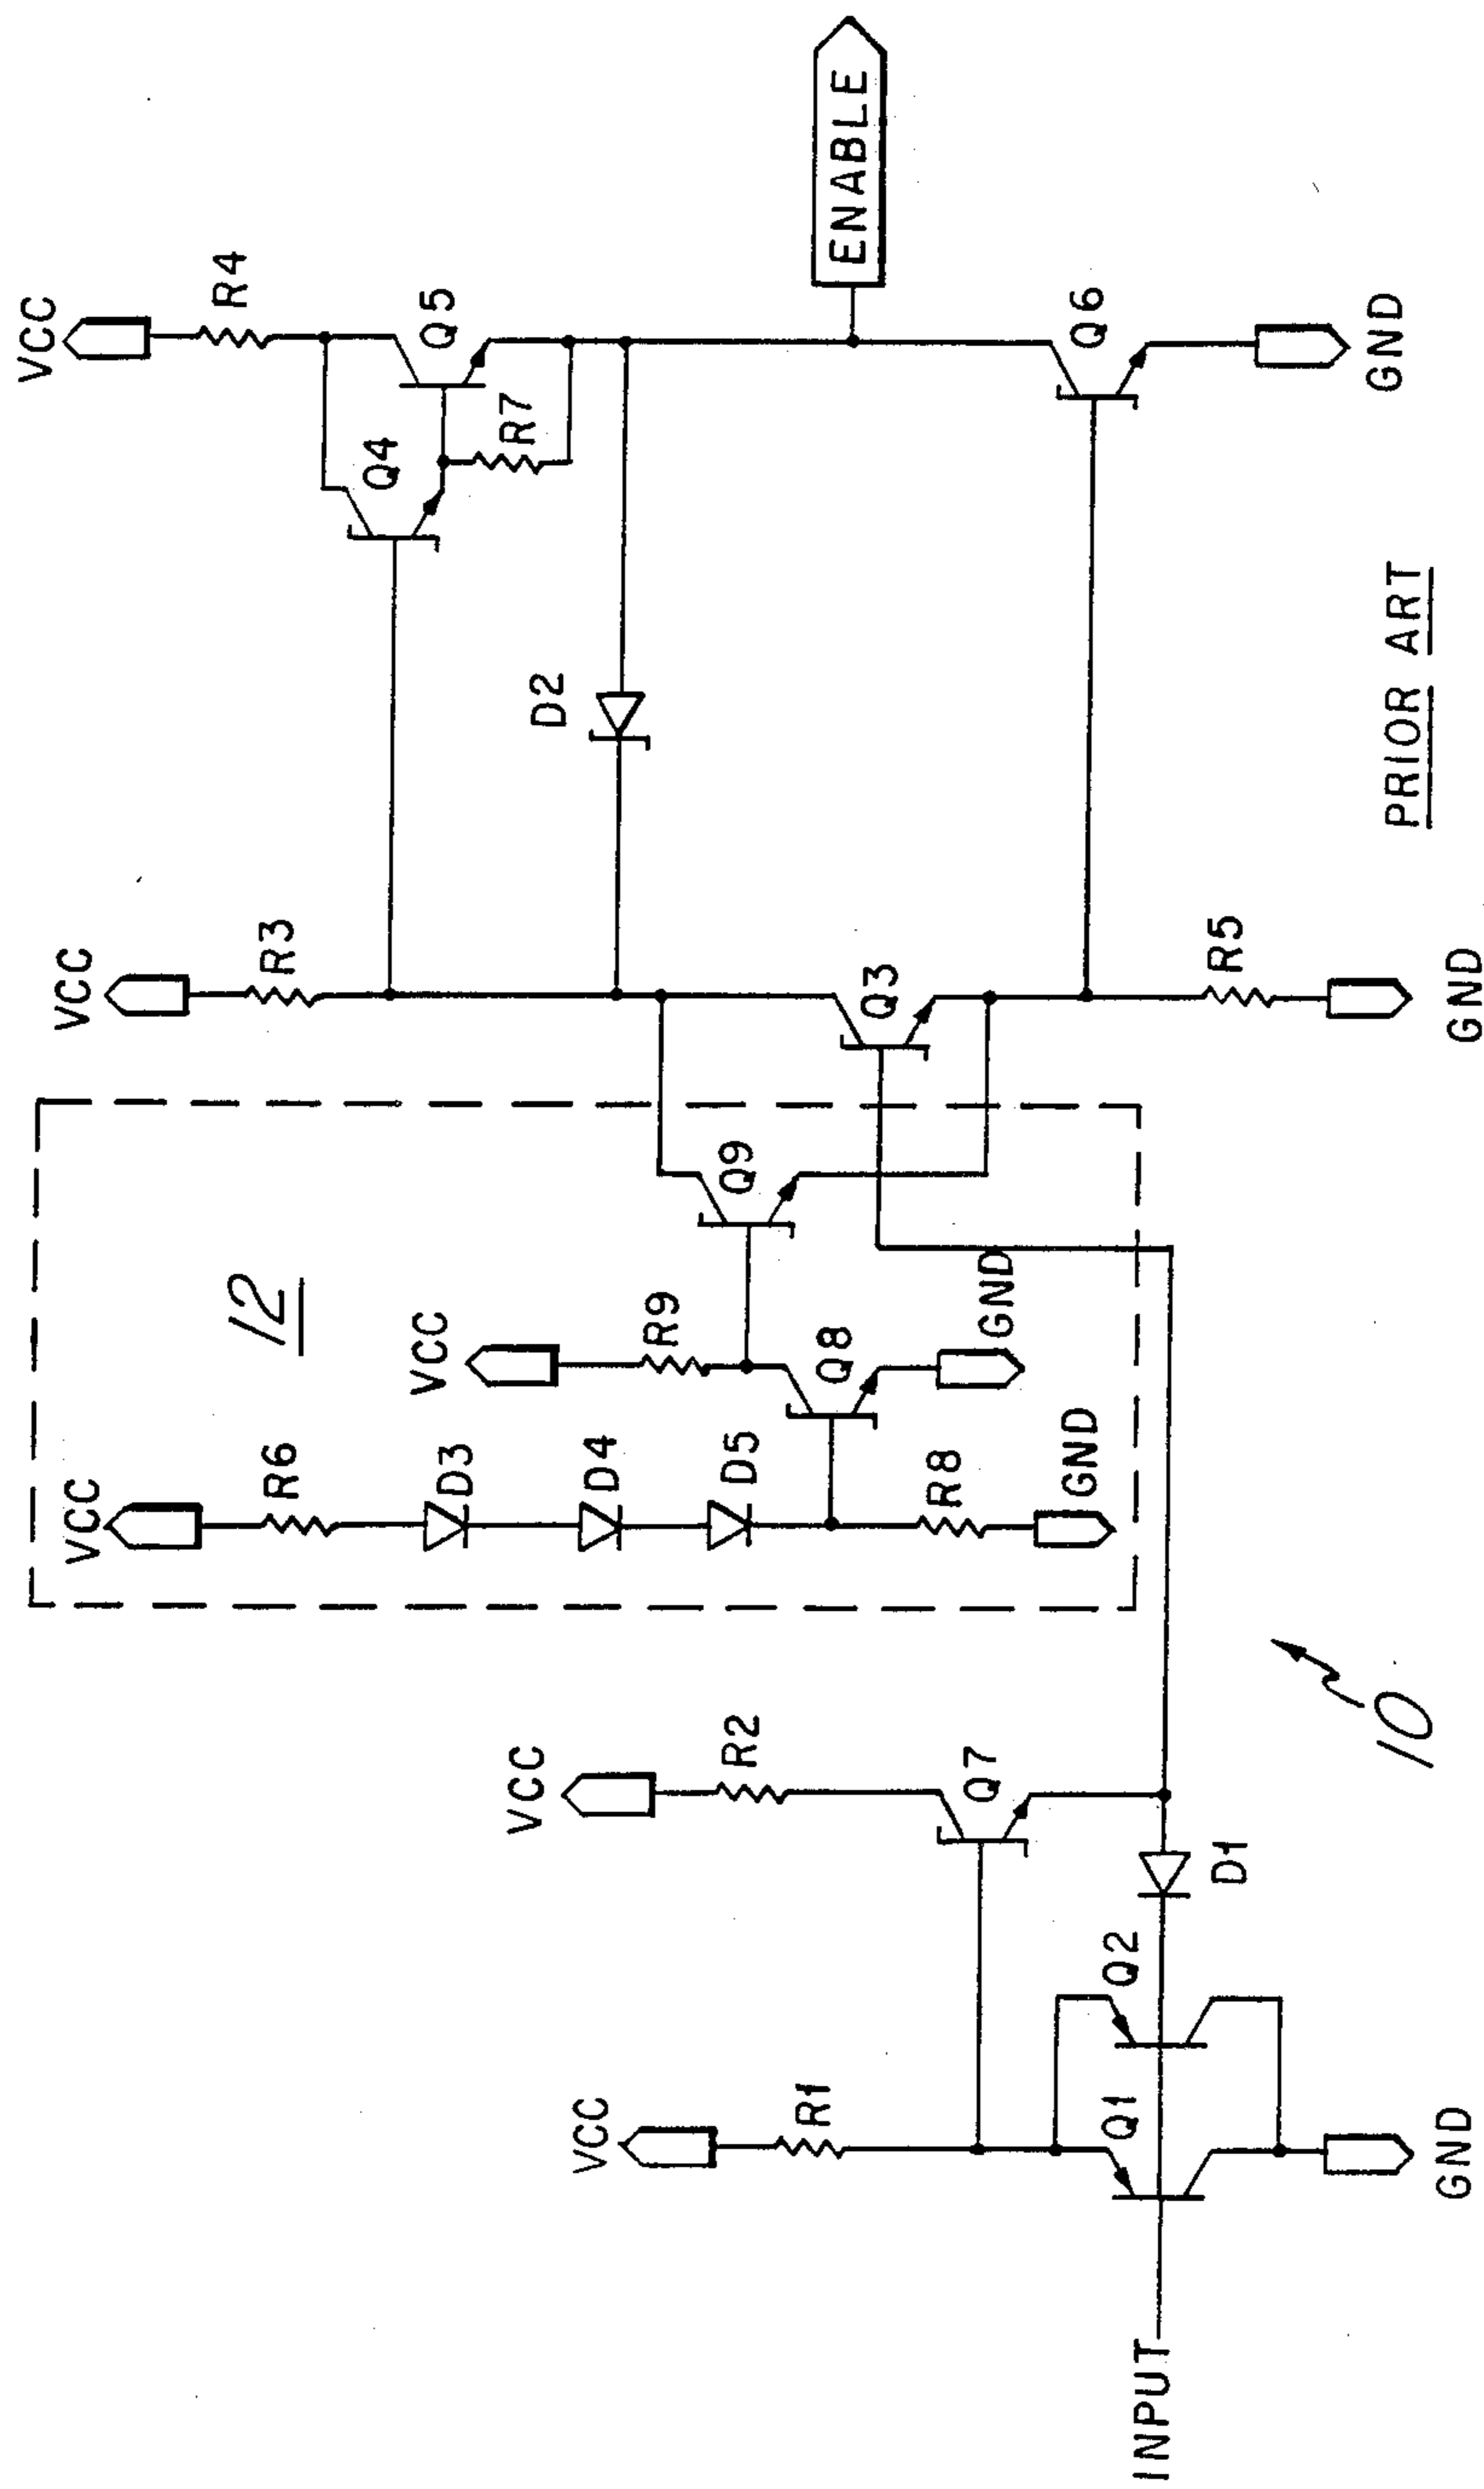 VCC
R4
Q5
Q4
R7
ENABLE
Q6
GND
VCC
R3
D2
Q3
R5
GND
PRIOR ART
12
VCC
R6
D3
D4
D5
R8
GND
VCC
R9
Q8
GND
Q9
10
VCC
R2
Q7
D1
VCC
R1
Q1
Q2
GND
INPUT